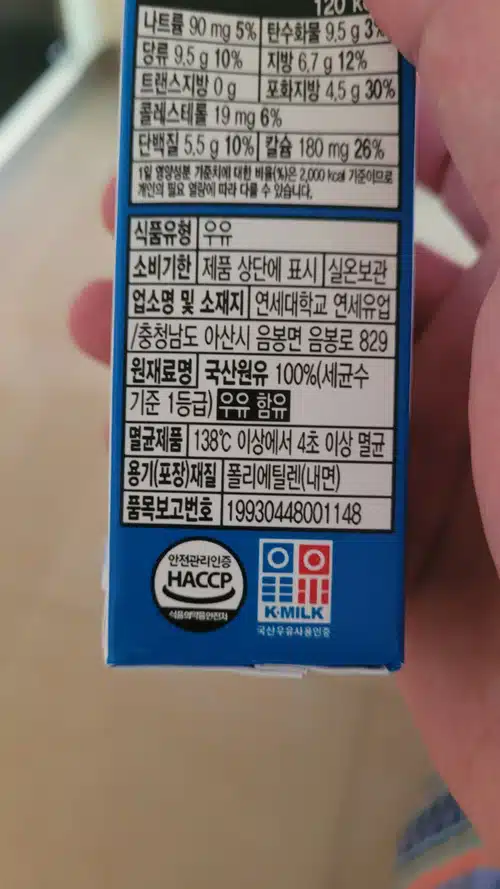 120 k
나트륨 90 mg 5% 탄수화물 9.5 g 3%
당류 9.5 g 10% 지방 6.7 g 12%
트랜스지방 0 g 포화지방 4.5 g 30%
콜레스테롤 19 mg 6%
단백질 5.5 g 10% 칼슘 180 mg 26%
1일 영양성분 기준치에 대한 비율(%)은 2,000 kcal 기준이므로
개인의 필요 열량에 따라 다를 수 있습니다.
식품유형 우유
소비기한 제품 상단에 표시 실온보관
업소명 및 소재지 연세대학교 연세유업
/충청남도 아산시 음봉면 음봉로 829
원재료명 국산원유 100%(세균수
기준 1등급) 우유 함유
멸균제품 138℃ 이상에서 4초 이상 멸균
용기(포장)재질 폴리에틸렌(내면)
품목보고번호 19930448001148
안전관리인증
HACCP
식품의약품안전처
K·MILK
국산우유사용인증